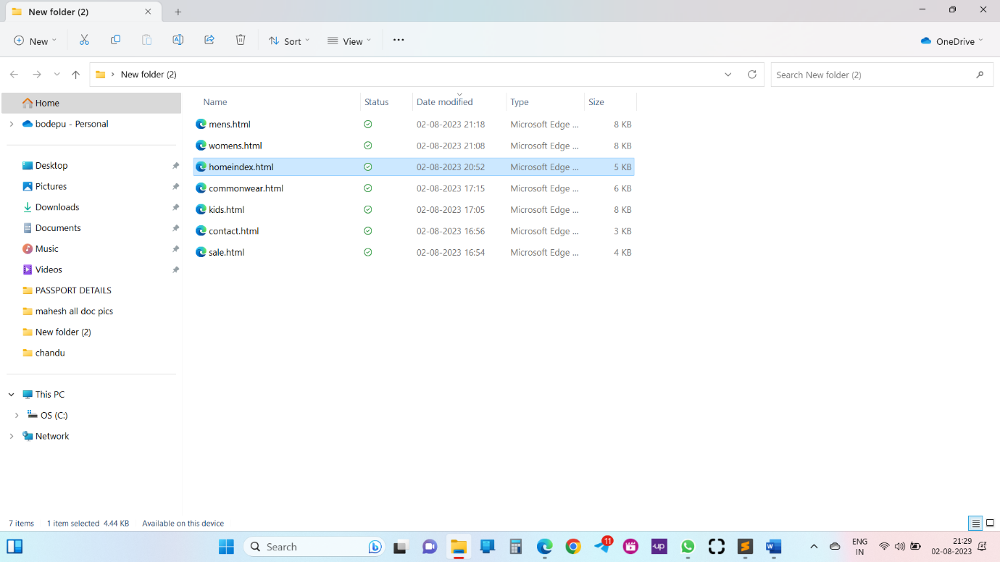 New folder (2)
New
Sort
View
OneDrive
New folder (2)
Search New folder (2)
Home
bodepu - Personal
Desktop
Pictures
Downloads
Documents
Music
Videos
PASSPORT DETAILS
mahesh all doc pics
New folder (2)
chandu
This PC
OS (C:)
Network
Name Status Date modified Type Size
mens.html 02-08-2023 21:18 Microsoft Edge ... 8 KB
womens.html 02-08-2023 21:08 Microsoft Edge ... 8 KB
homeindex.html 02-08-2023 20:52 Microsoft Edge ... 5 KB
commonwear.html 02-08-2023 17:15 Microsoft Edge ... 6 KB
kids.html 02-08-2023 17:05 Microsoft Edge ... 8 KB
contact.html 02-08-2023 16:56 Microsoft Edge ... 3 KB
sale.html 02-08-2023 16:54 Microsoft Edge ... 4 KB
7 items 1 item selected 4.44 KB Available on this device
Search
11
up
W
ENG
IN
21:29
02-08-2023